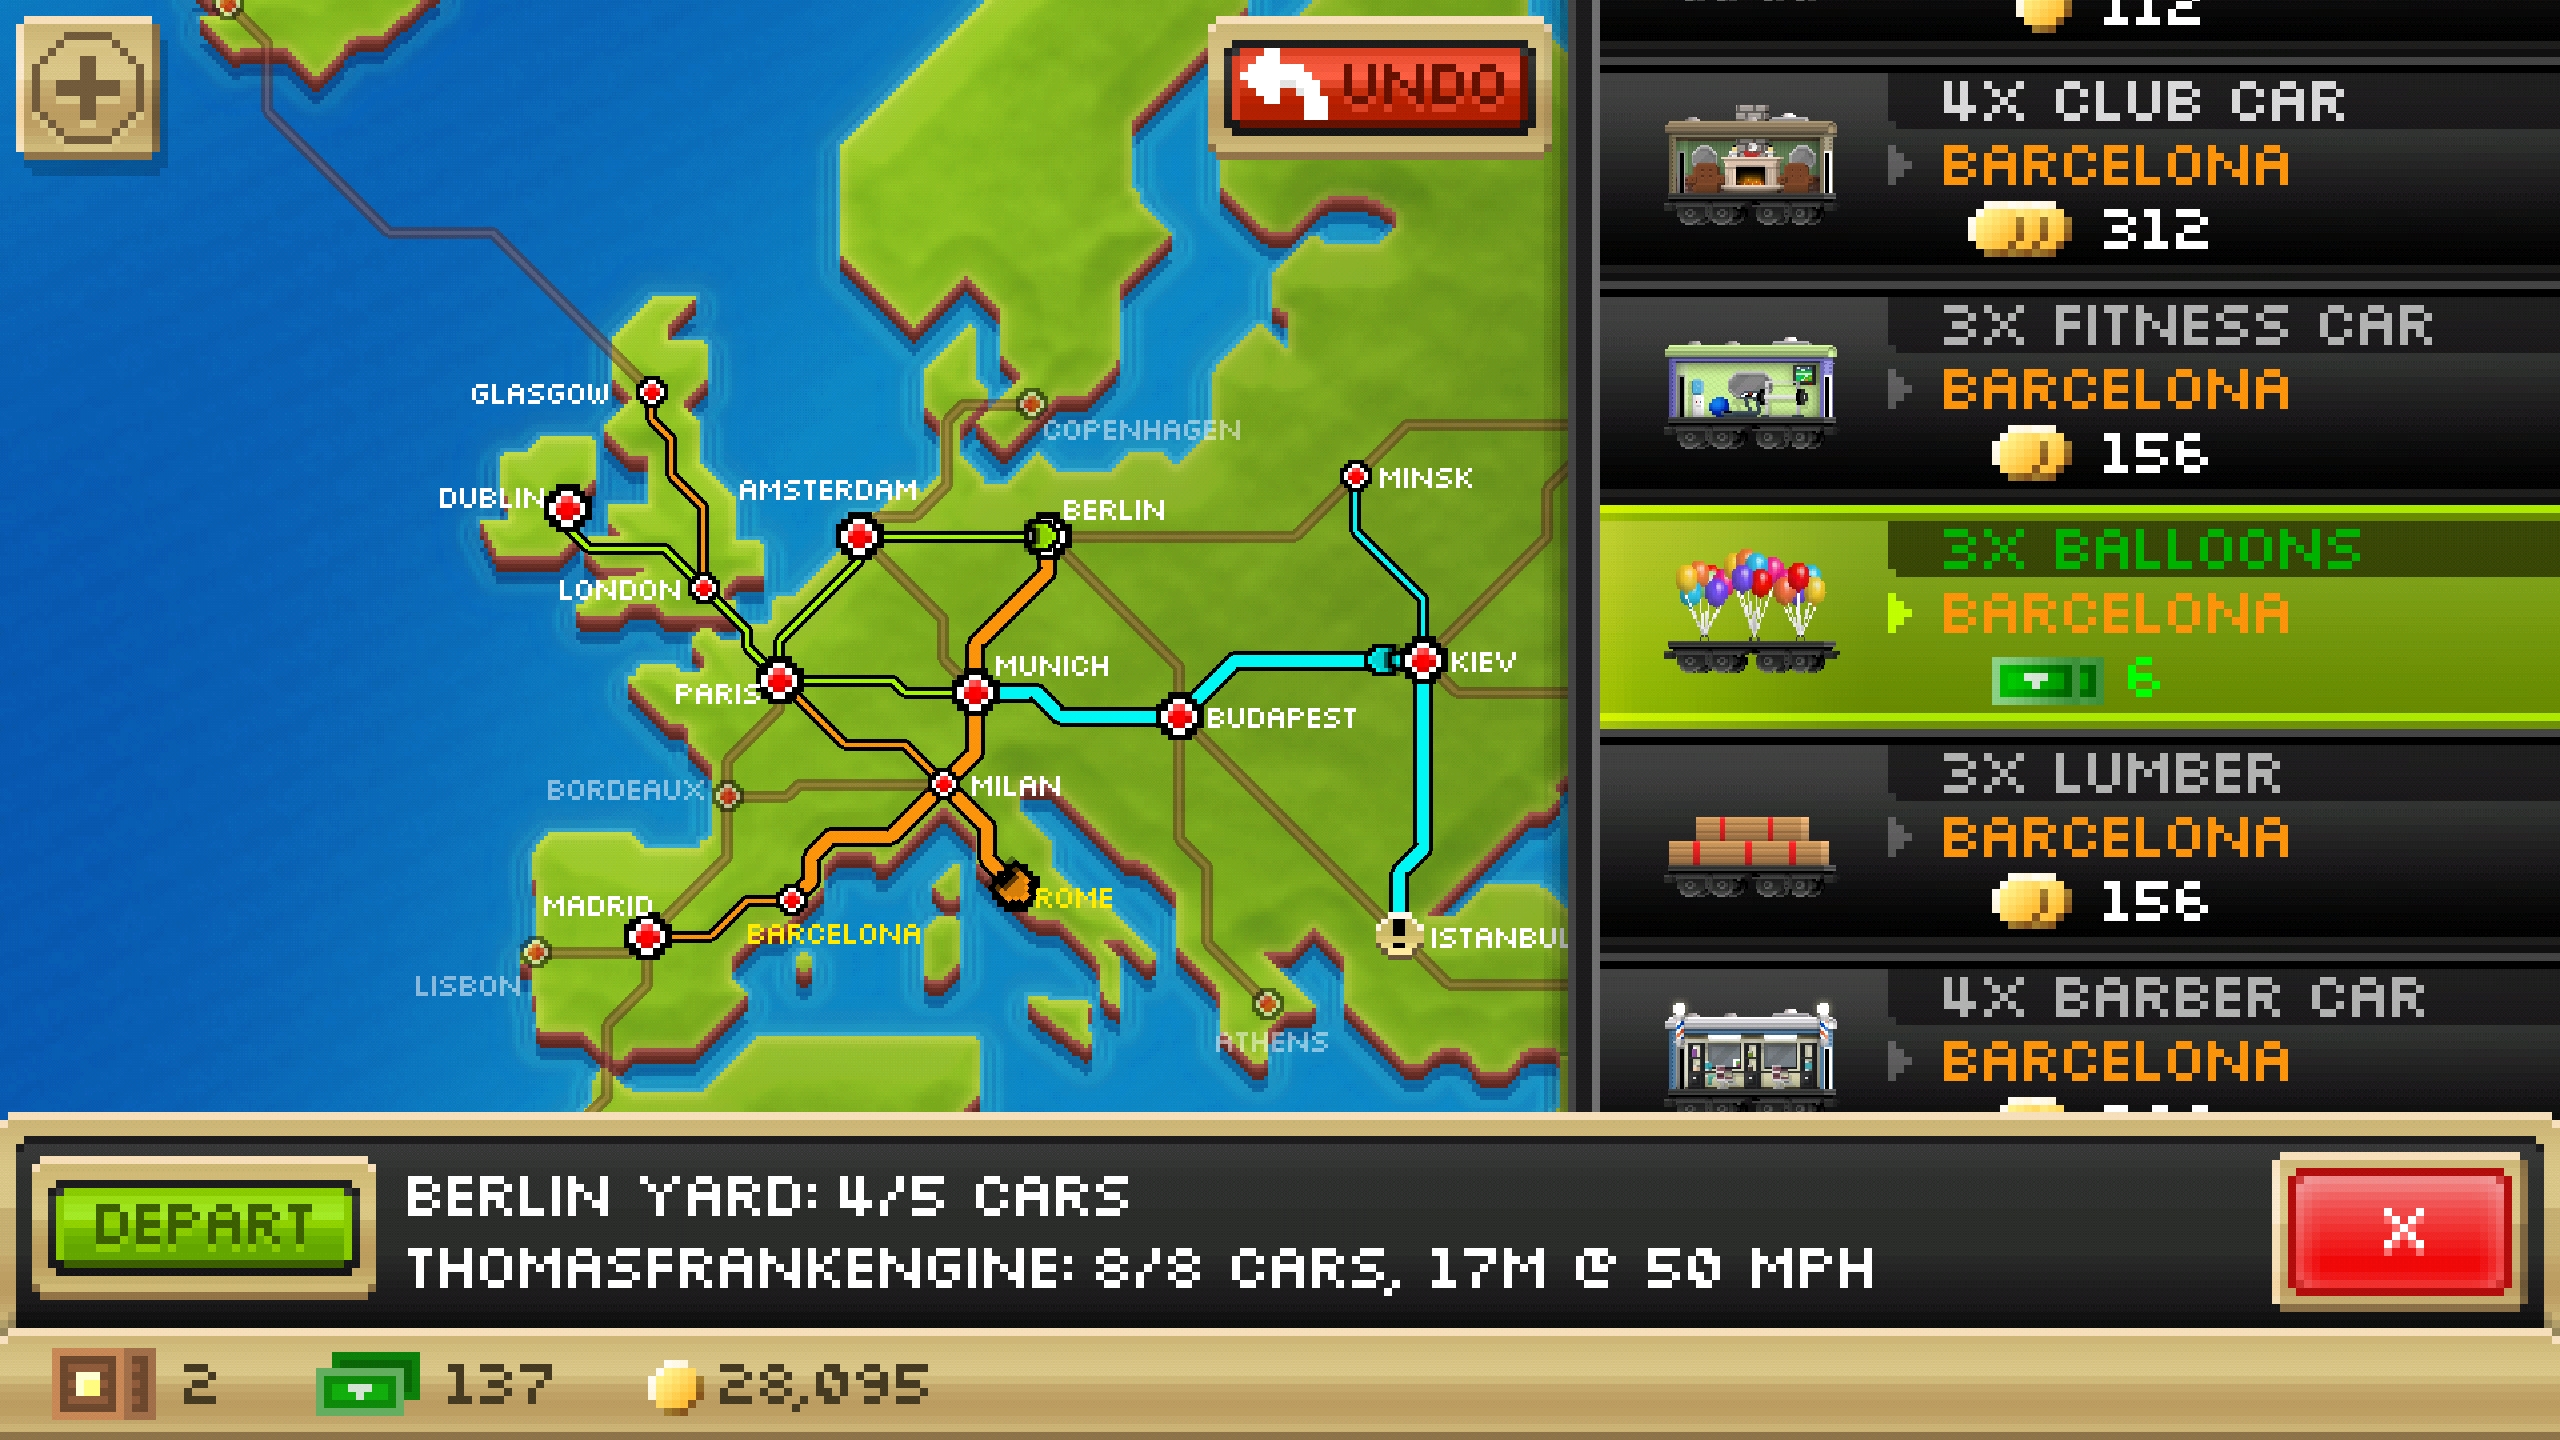 UNDO
GLASGOW
COPENHAGEN
DUBLIN
AMSTERDAM
MINSK
BERLIN
LONDON
PARIS
MUNICH
KIEV
BUDAPEST
BORDEAUX
MILAN
MADRID
ROME
BARCELONA
ISTANBUL
LISBON
ATHENS
112
4X CLUB CAR
BARCELONA
312
3X FITNESS CAR
BARCELONA
156
3X BALLOONS
BARCELONA
6
3X LUMBER
BARCELONA
156
4X BARBER CAR
BARCELONA
DEPART
BERLIN YARD: 4/5 CARS
THOMASFRANKENGINE: 8/8 CARS, 17M @ 50 MPH
X
2
137
28,095